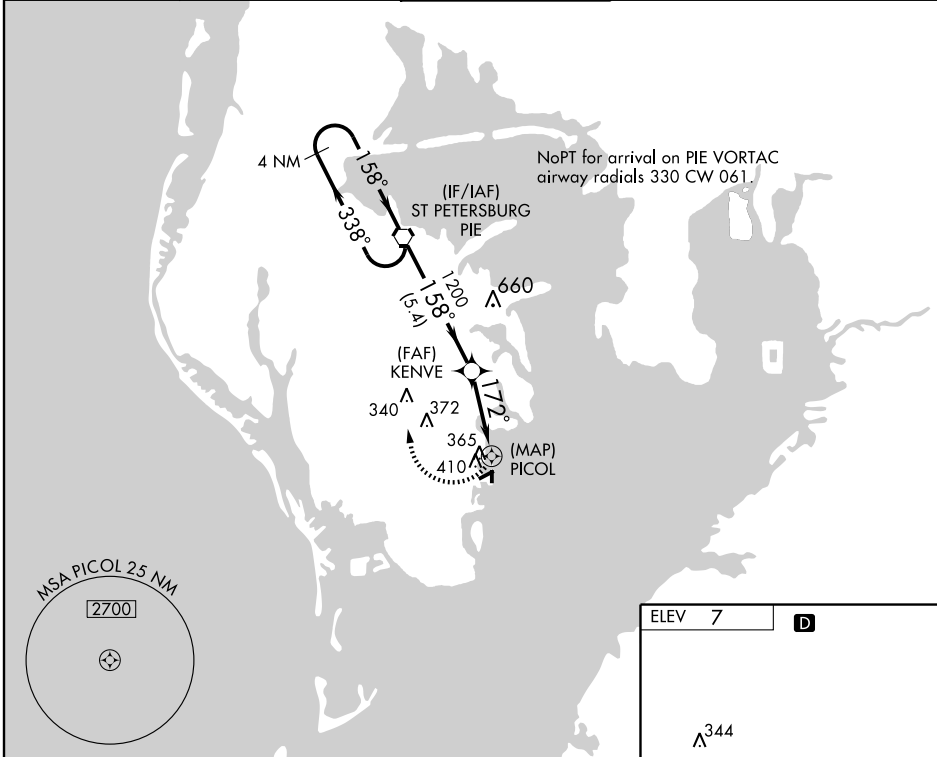 4 NM
158°
338°
NoPT for arrival on PIE VORTAC
airway radials 330 CW 061.
(IF/IAF)
ST PETERSBURG
PIE
1200
158°
(5.4)
660
(FAF)
KENVE
172°
340
372
365
410
(MAP)
PICOL
MSA PICOL 25 NM
2700
ELEV 7
D
344